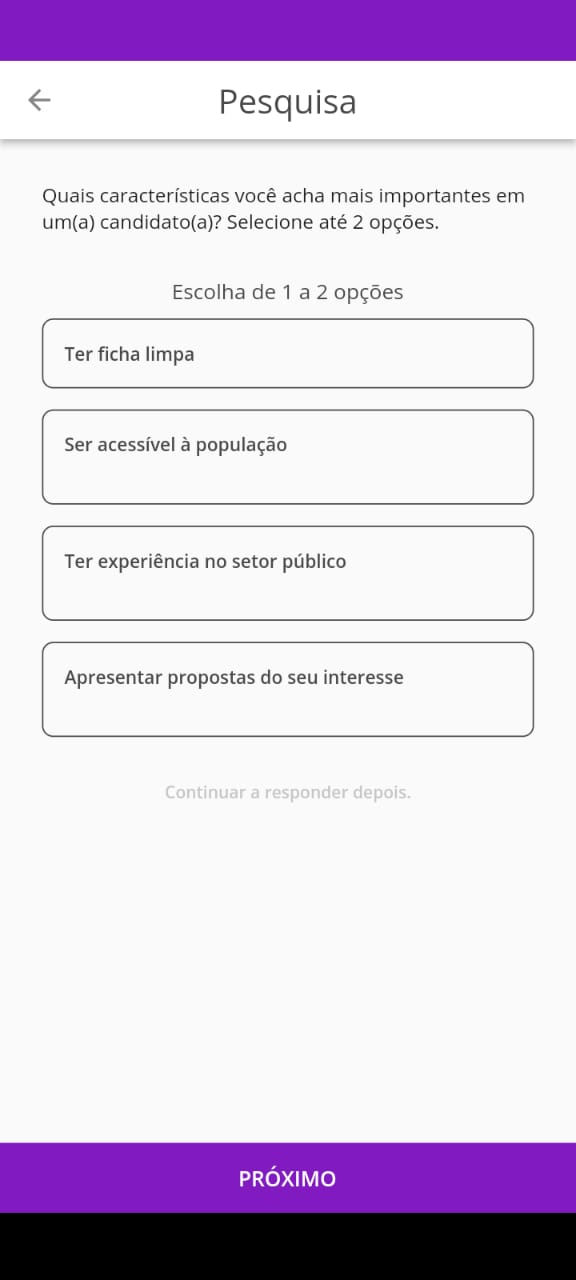 Pesquisa
Quais características você acha mais importantes em
um(a) candidato(a)? Selecione até 2 opções.
Escolha de 1 a 2 opções
Ter ficha limpa
Ser acessível à população
Ter experiência no setor público
Apresentar propostas do seu interesse
Continuar a responder depois.
PRÓXIMO